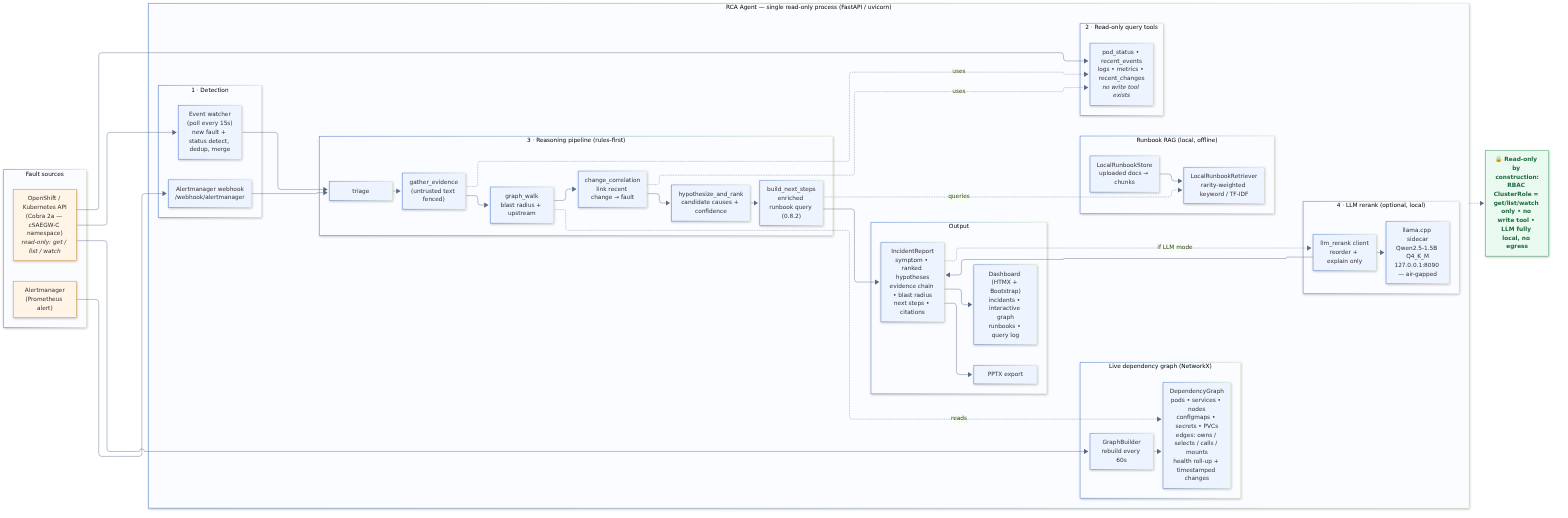 RCA Agent — single read-only process (FastAPI / uvicorn)
Fault sources
OpenShift /
Kubernetes API
(Cobra 2a —
cSAEGW-C
namespace)
read-only: get /
list / watch
Alertmanager
(Prometheus
alert)
1 · Detection
Event watcher
(poll every 15s)
new fault +
status detect,
dedup, merge
Alertmanager webhook
/webhook/alertmanager
3 · Reasoning pipeline (rules-first)
triage
gather_evidence
(untrusted text
fenced)
graph_walk
blast radius +
upstream
change_correlation
link recent
change → fault
hypothesize_and_rank
candidate causes +
confidence
build_next_steps
enriched
runbook query
(0.8.2)
uses
uses
queries
reads
if LLM mode
2 · Read-only query tools
pod_status •
recent_events
logs • metrics •
recent_changes
no write tool
exists
Runbook RAG (local, offline)
LocalRunbookStore
uploaded docs →
chunks
LocalRunbookRetriever
rarity-weighted
keyword / TF-IDF
Output
IncidentReport
symptom •
ranked
hypotheses
evidence chain
• blast radius
next steps •
citations
Dashboard
(HTMX +
Bootstrap)
incidents •
interactive
graph
runbooks •
query log
PPTX export
4 · LLM rerank (optional, local)
llm_rerank client
reorder +
explain only
llama.cpp
sidecar
Qwen2.5-1.5B
Q4_K_M
127.0.0.1:8090
— air-gapped
Live dependency graph (NetworkX)
GraphBuilder
rebuild every
60s
DependencyGraph
pods • services •
nodes
configmaps •
secrets • PVCs
edges: owns /
selects / calls /
mounts
health roll-up +
timestamped
changes
🔒 Read-only
by
construction:
RBAC
ClusterRole =
get/list/watch
only • no
write tool •
LLM fully
local, no
egress